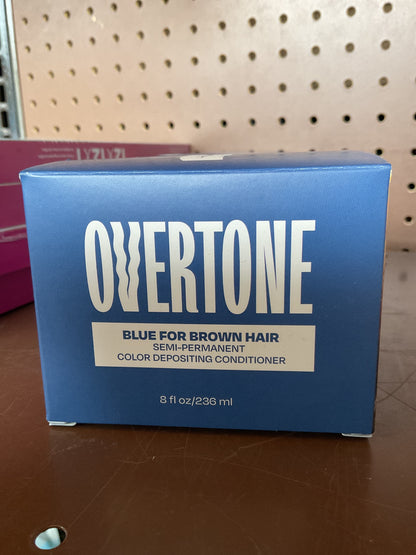 OVERTONE
BLUE FOR BROWN HAIR
SEMI-PERMANENT
COLOR DEPOSITING CONDITIONER
8 fl oz/236 ml